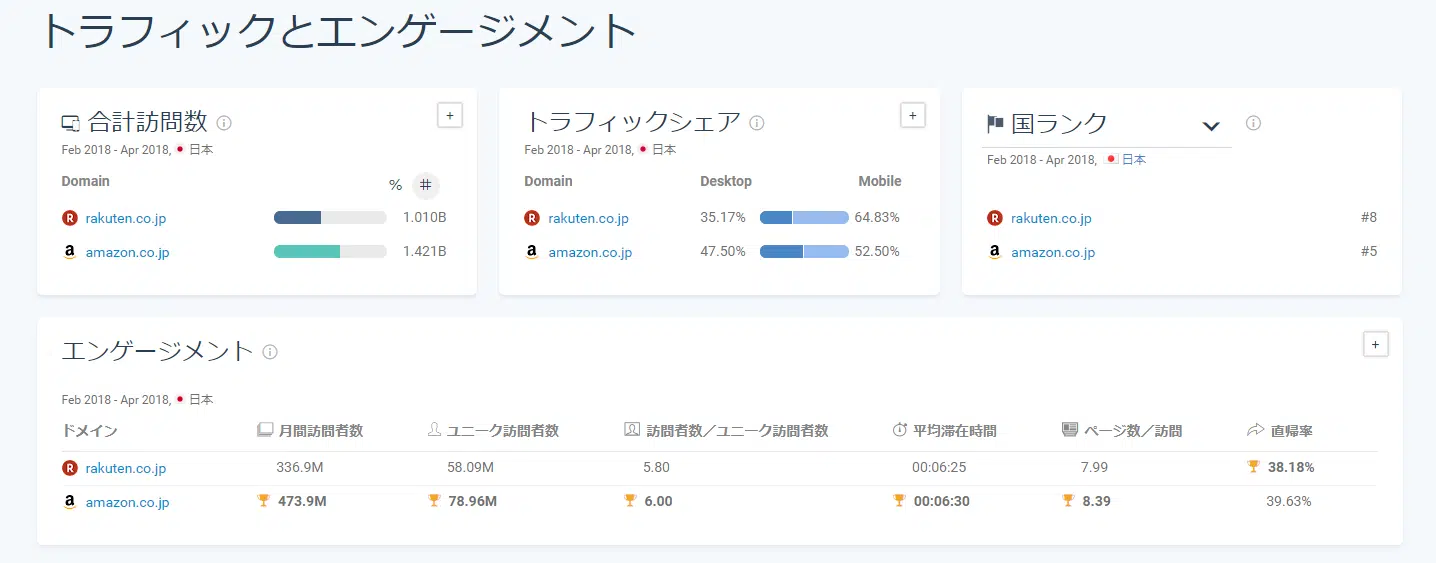 トラフィックとエンゲージメント
合計訪問数
+
Feb 2018 - Apr 2018, 日本
Domain % #
R rakuten.co.jp 1.010B
a amazon.co.jp 1.421B
トラフィックシェア
+
Feb 2018 - Apr 2018, 日本
Domain Desktop Mobile
R rakuten.co.jp 35.17% 64.83%
a amazon.co.jp 47.50% 52.50%
国ランク
Feb 2018 - Apr 2018, 日本
R rakuten.co.jp #8
a amazon.co.jp #5
エンゲージメント
+
Feb 2018 - Apr 2018, 日本
ドメイン 月間訪問者数 ユニーク訪問者数 訪問者数／ユニーク訪問者数 平均滞在時間 ページ数／訪問 直帰率
R rakuten.co.jp 336.9M 58.09M 5.80 00:06:25 7.99 38.18%
a amazon.co.jp 473.9M 78.96M 6.00 00:06:30 8.39 39.63%